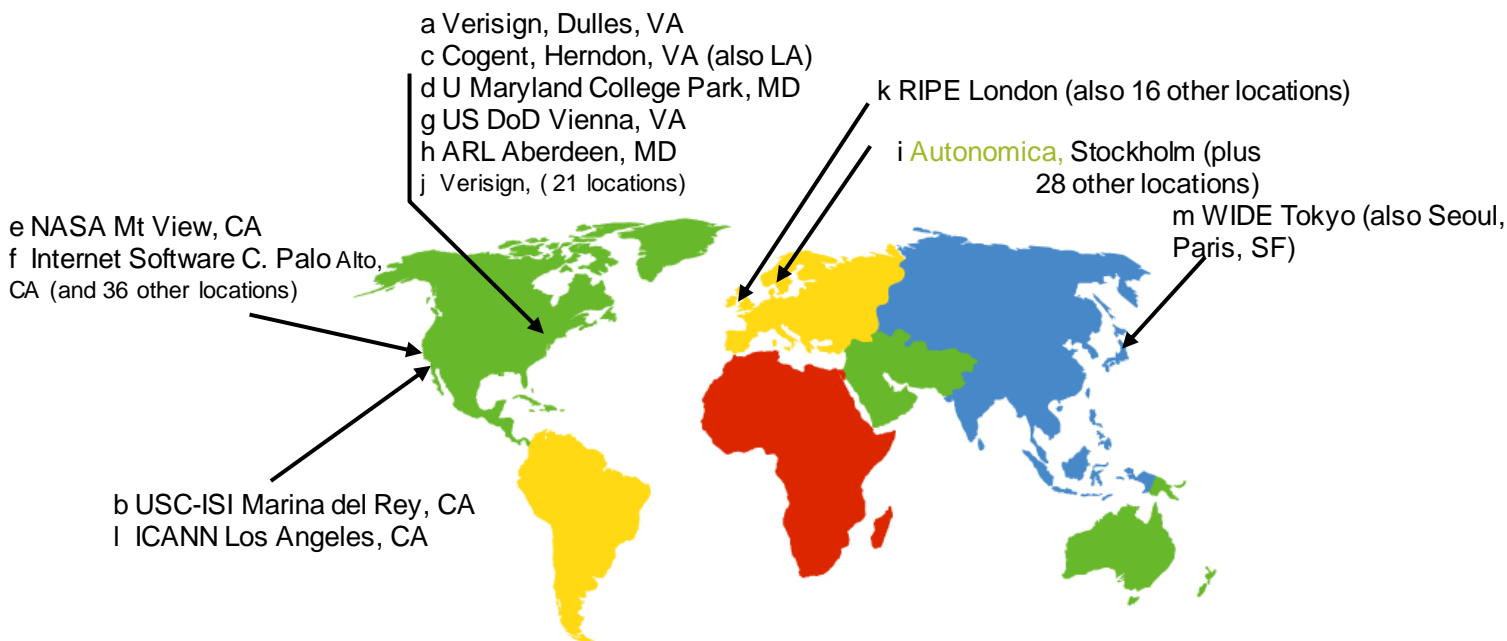 a Verisign, Dulles, VA
c Cogent, Herndon, VA (also LA)
d U Maryland College Park, MD
g US DoD Vienna, VA
h ARL Aberdeen, MD
j Verisign, ( 21 locations)
k RIPE London (also 16 other locations)
i Autonomica, Stockholm (plus
28 other locations)
m WIDE Tokyo (also Seoul,
Paris, SF)
e NASA Mt View, CA
f Internet Software C. Palo Alto,
CA (and 36 other locations)
b USC-ISI Marina del Rey, CA
l ICANN Los Angeles, CA